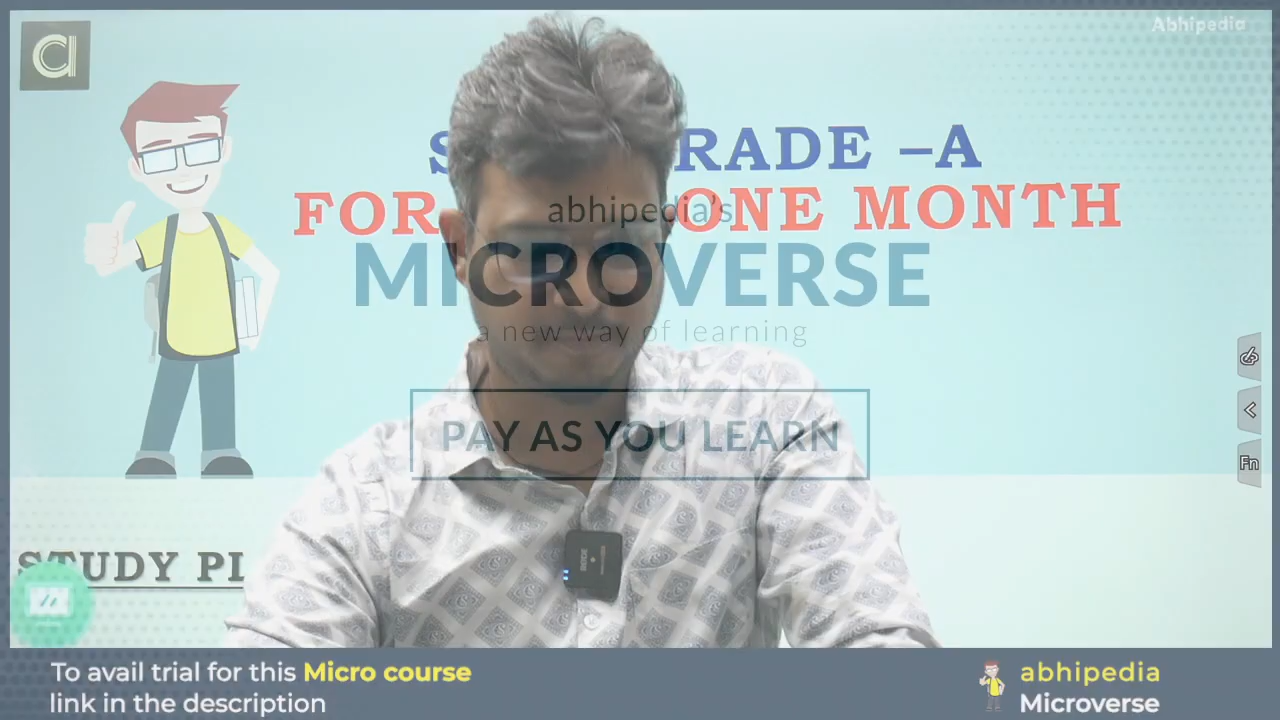 Abhipedia
RADE –A
FOR ONE MONTH
abhipedia's
MICROVERSE
a new way of learning
PAY AS YOU LEARN
Fn
STUDY PL
To avail trial for this Micro course
link in the description
abhipedia
Microverse